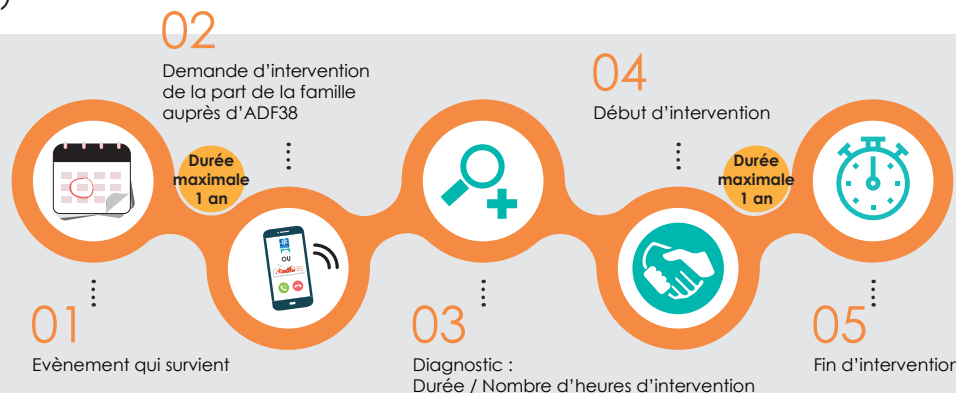 02
Demande d'intervention
de la part de la famille
auprès d'ADF38
04
Début d'intervention
Durée
maximale
1 an
Durée
maximale
1 an
OU
01
Evènement qui survient
03
Diagnostic :
Durée / Nombre d'heures d'intervention
05
Fin d'intervention